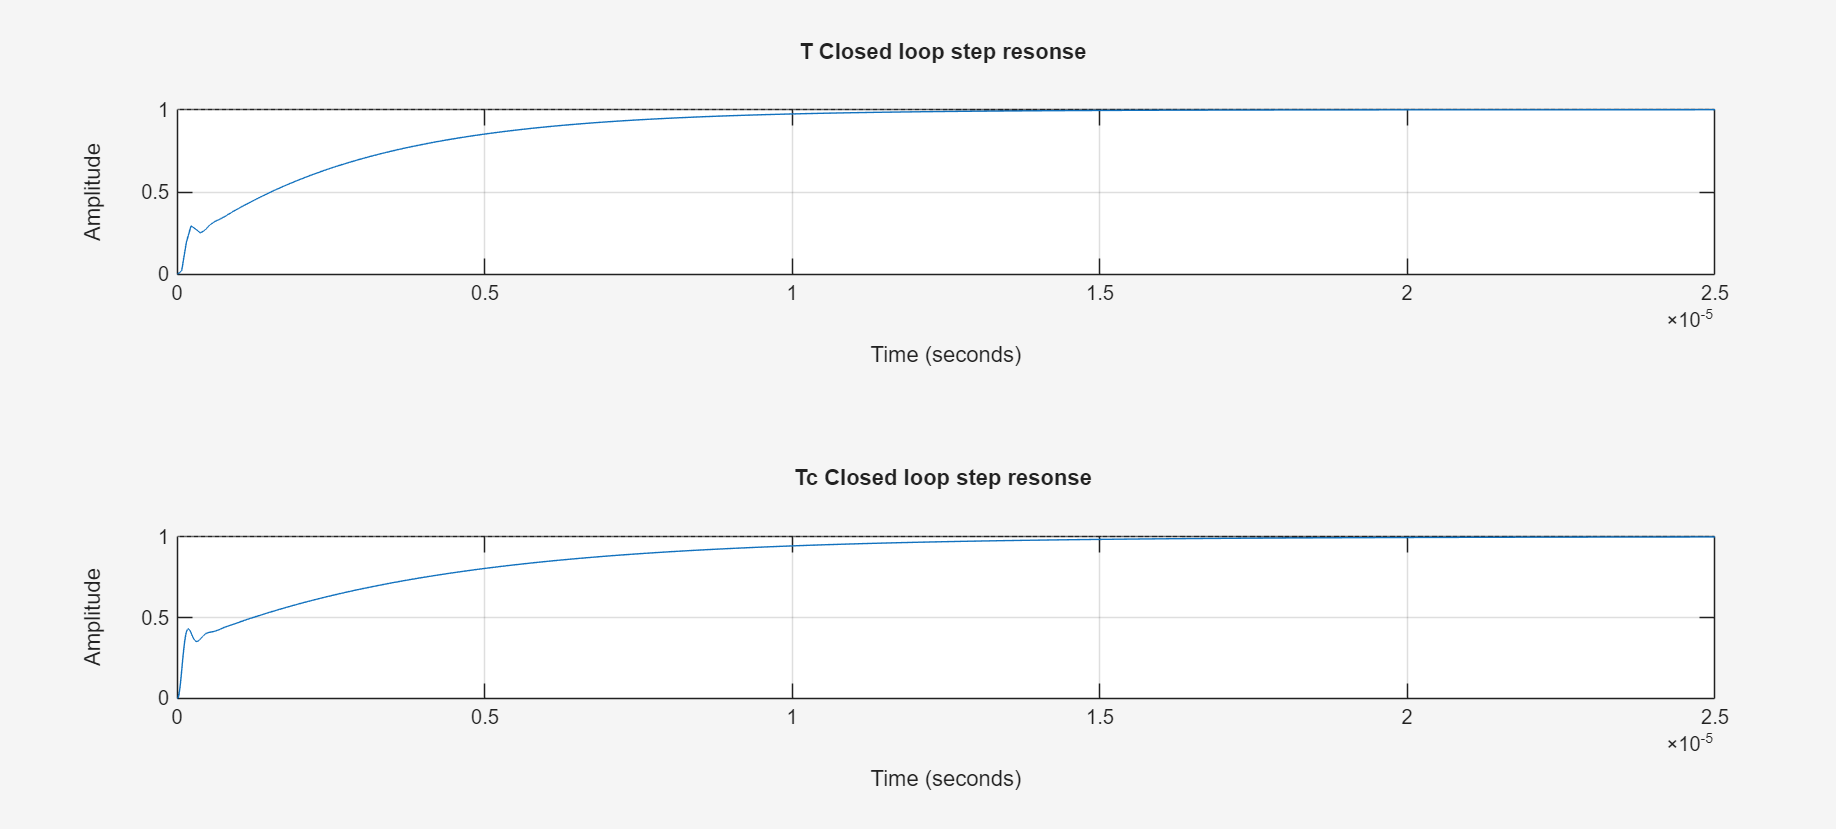 T Closed loop step resonse
Amplitude
1
0.5
0
0 0.5 1 1.5 2 2.5
×10-5
Time (seconds)
Tc Closed loop step resonse
Amplitude
1
0.5
0
0 0.5 1 1.5 2 2.5
×10-5
Time (seconds)